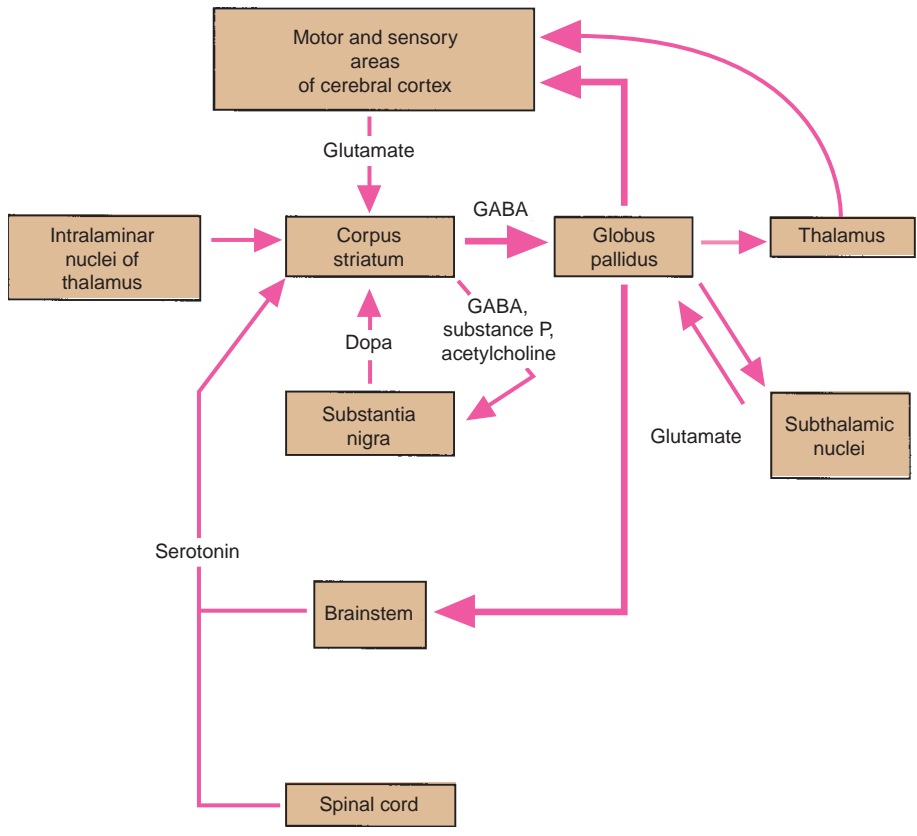 Motor and sensory
areas
of cerebral cortex
Glutamate
GABA
Intralaminar
nuclei of
thalamus
Corpus
striatum
Globus
pallidus
Thalamus
GABA,
substance P,
acetylcholine
Dopa
Substantia
nigra
Glutamate
Subthalamic
nuclei
Serotonin
Brainstem
Spinal cord